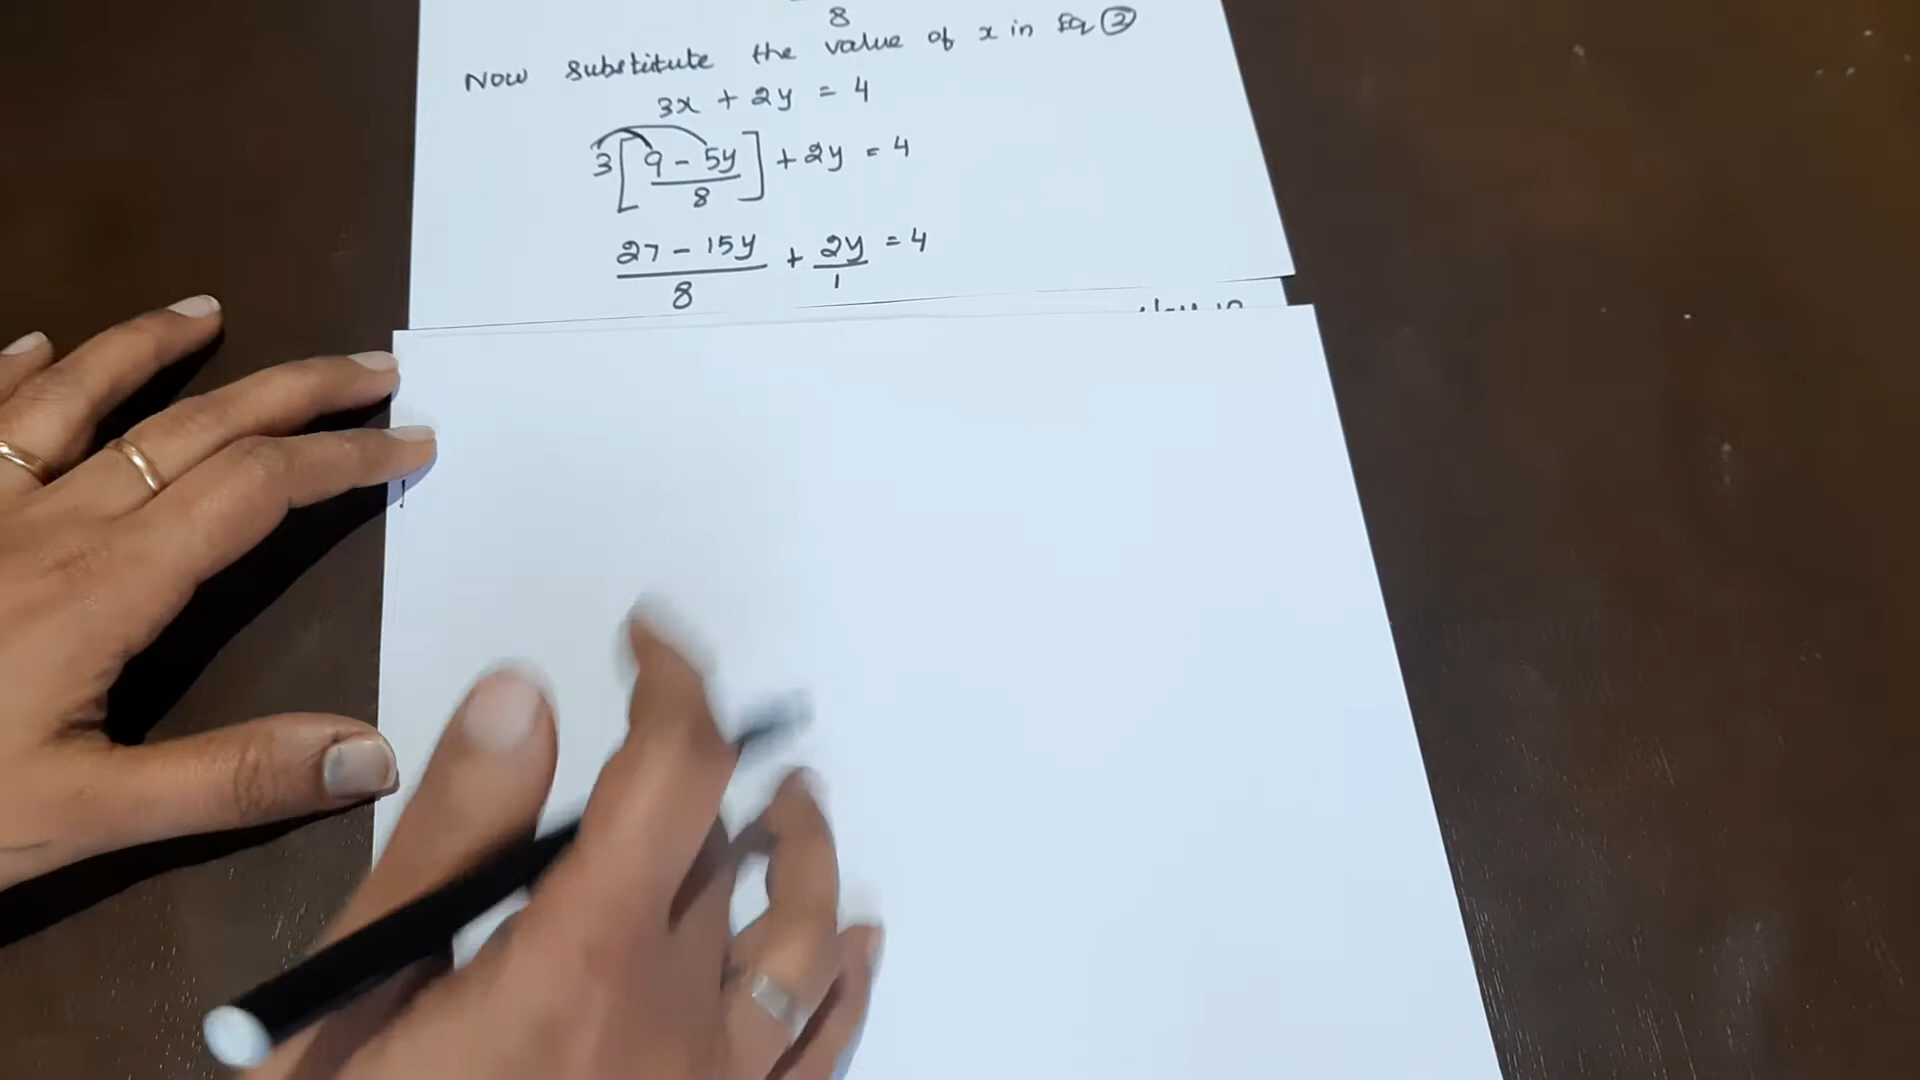 8
Now substitute the value of x in Eq ②
3x + 2y = 4
3[9 - 5y / 8] + 2y = 4
27 - 15y / 8 + 2y / 1 = 4